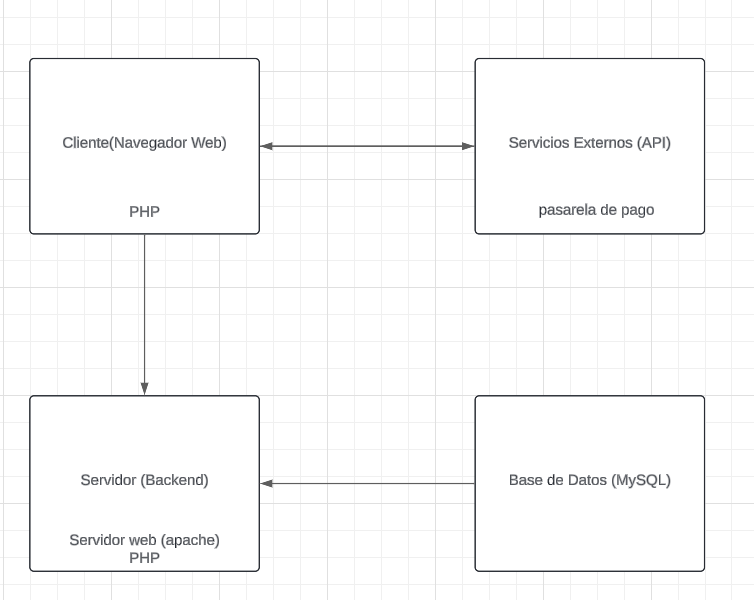 Cliente(Navegador Web)
PHP
Servicios Externos (API)
pasarela de pago
Servidor (Backend)
Servidor web (apache)
PHP
Base de Datos (MySQL)